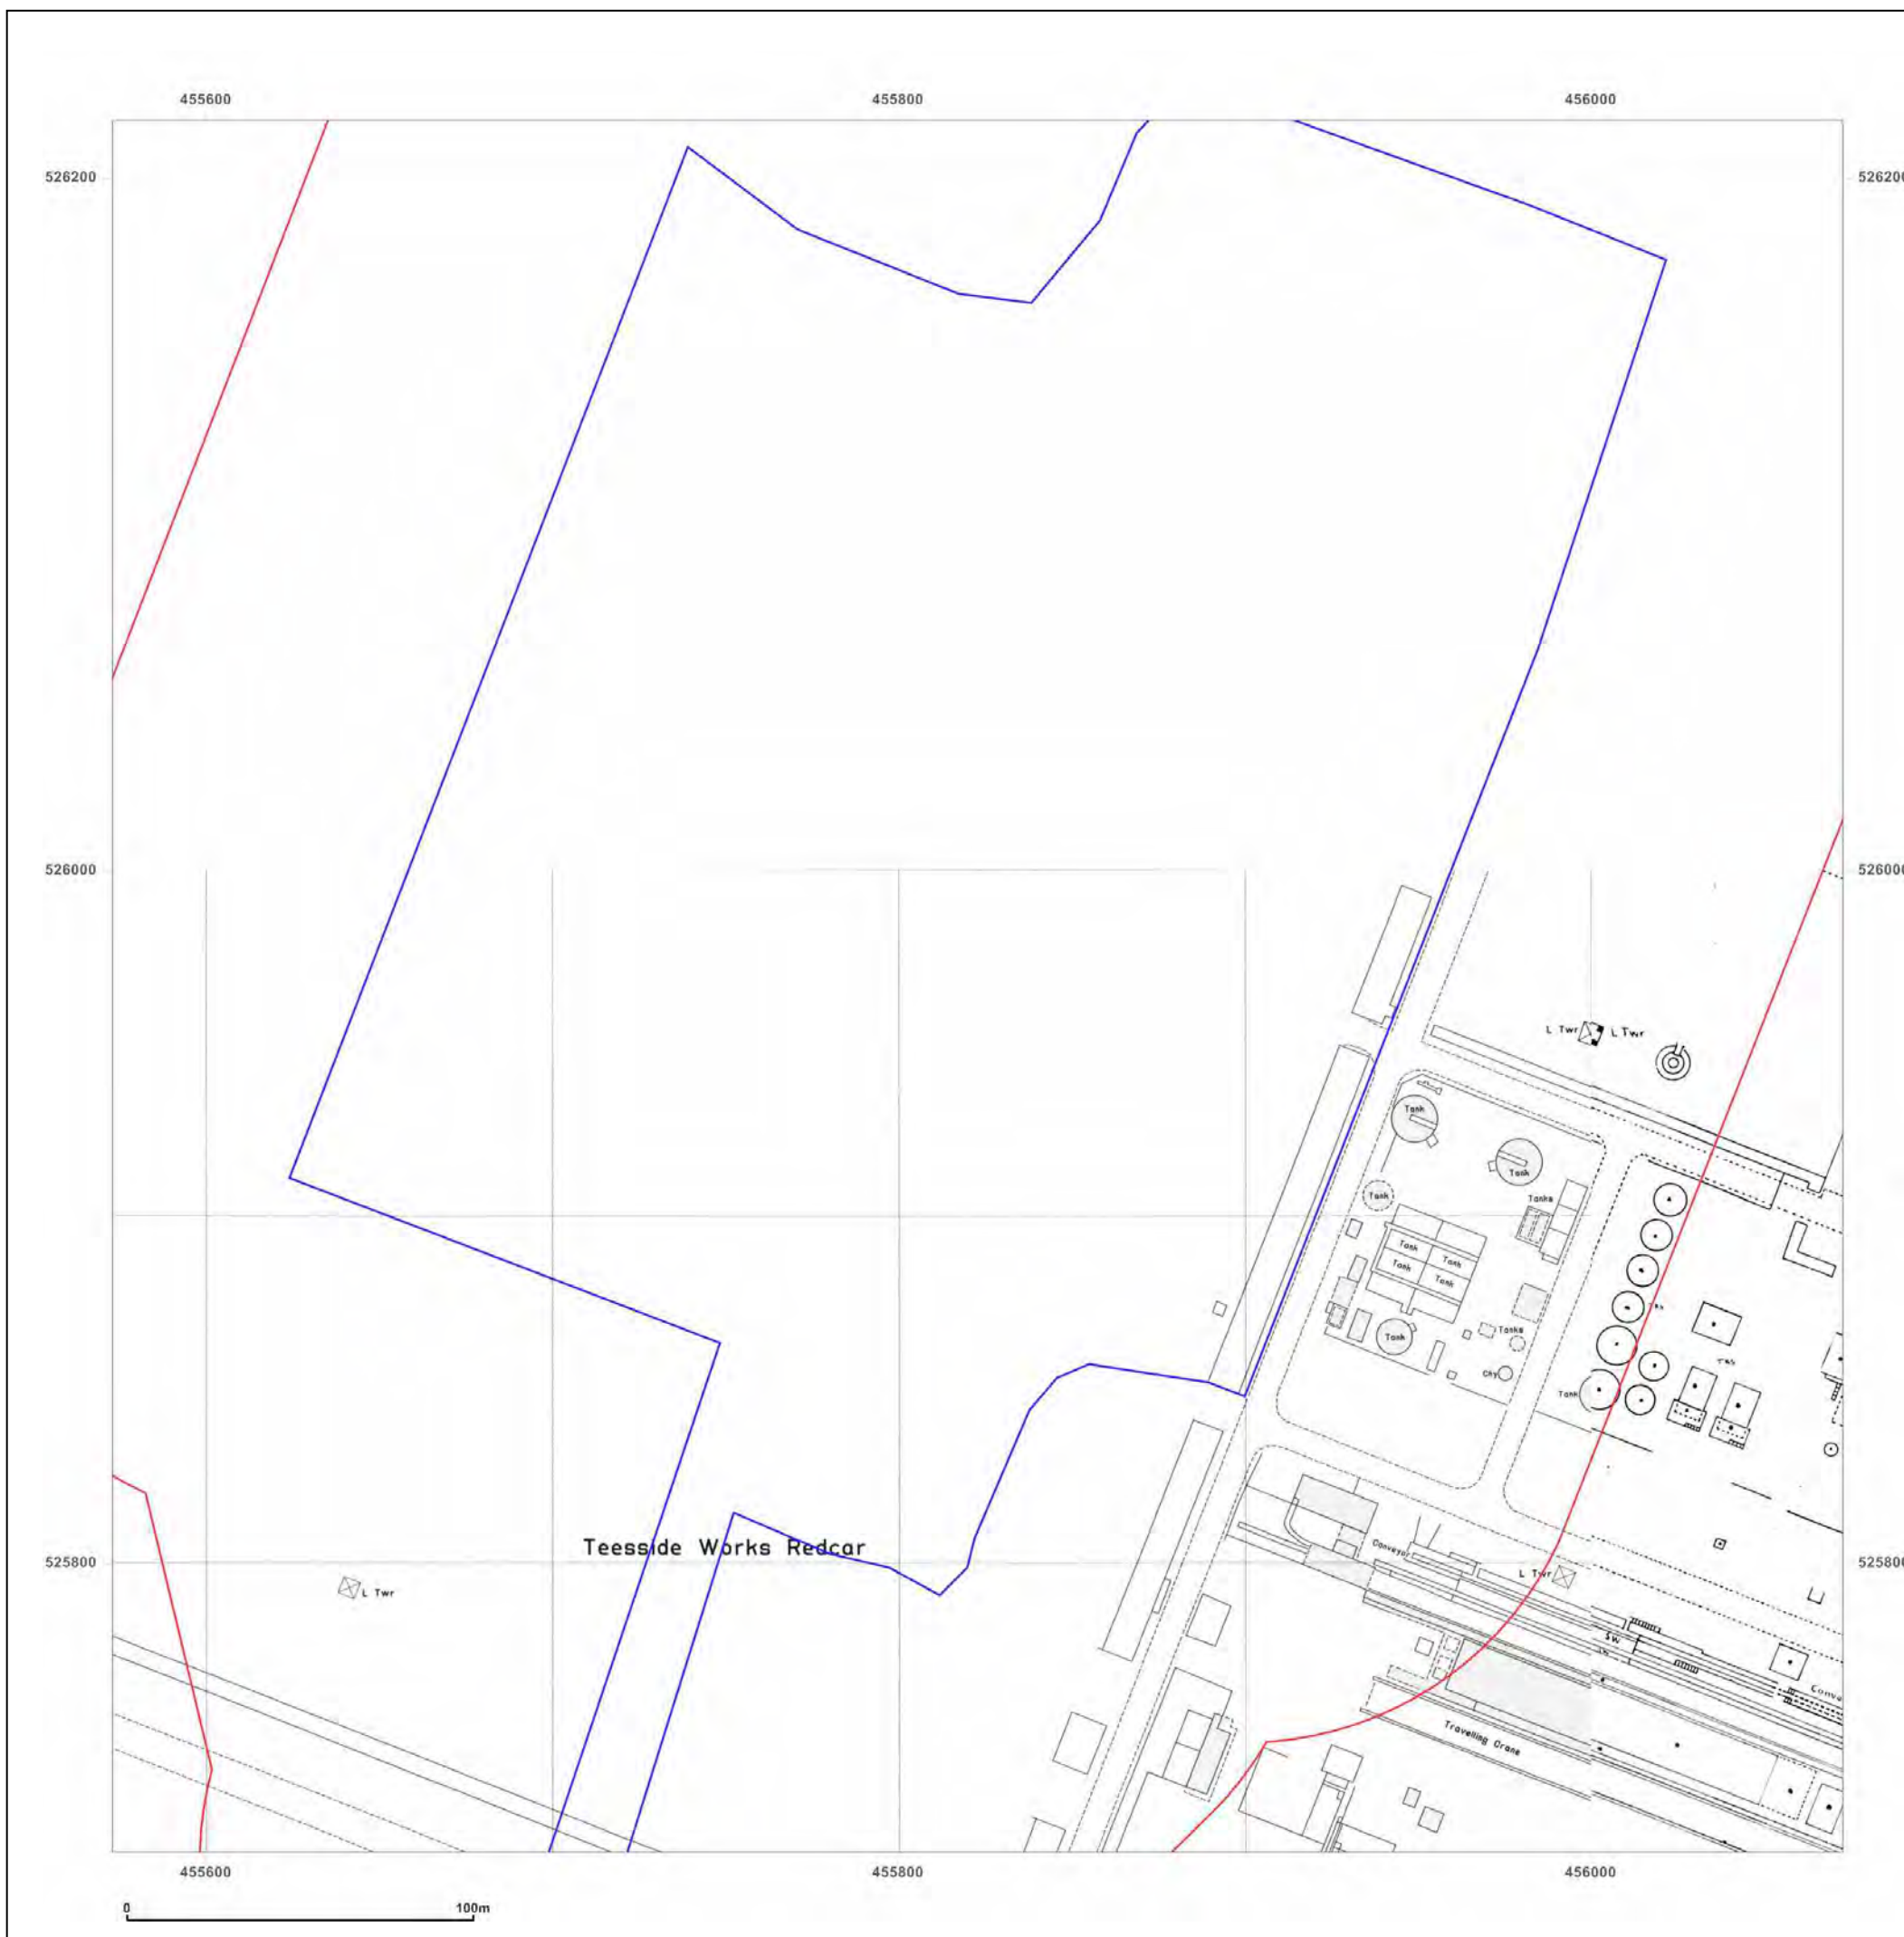 455600 455800 456000
526200 526200
526000 526000
L Twr L Twr
Tank
Tank
Tank
Tanks
Tank Tank
Tank Tank
Tanks
Tank
Chy
Tank
Teesside Works Redcar
Conveyor
525800 525800
L Twr
L Twr
SW
Conve
Travelling Crane
455600 455800 456000
0 100m